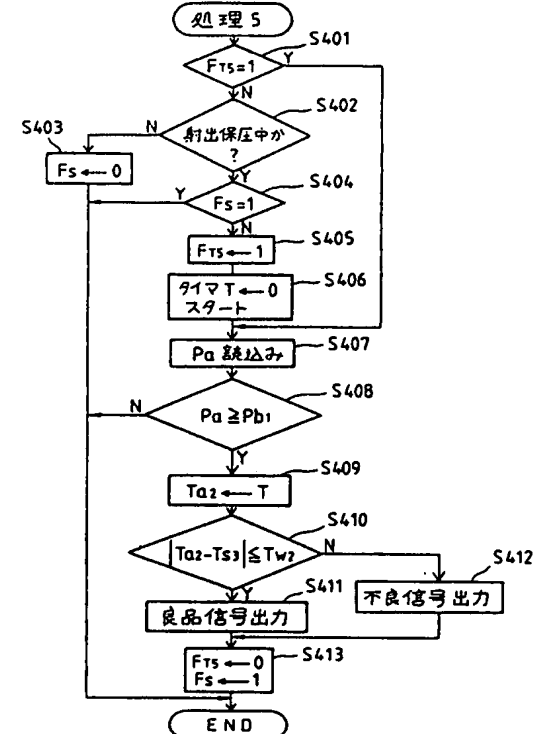 処理5
S401
FT5=1
Y
N
S402
射出保圧中か
?
N
S403
Y
Fs ← 0
S404
Fs=1
Y
N
S405
FT5 ← 1
S406
タイマ T ← 0
スタート
S407
Pa 読込み
S408
Pa ≧ Pb1
N
Y
S409
Ta2 ← T
S410
|Ta2-Ts3| ≦ Tw2
N
Y
S411
S412
良品信号出力
不良信号出力
S413
FT5 ← 0
Fs ← 1
END